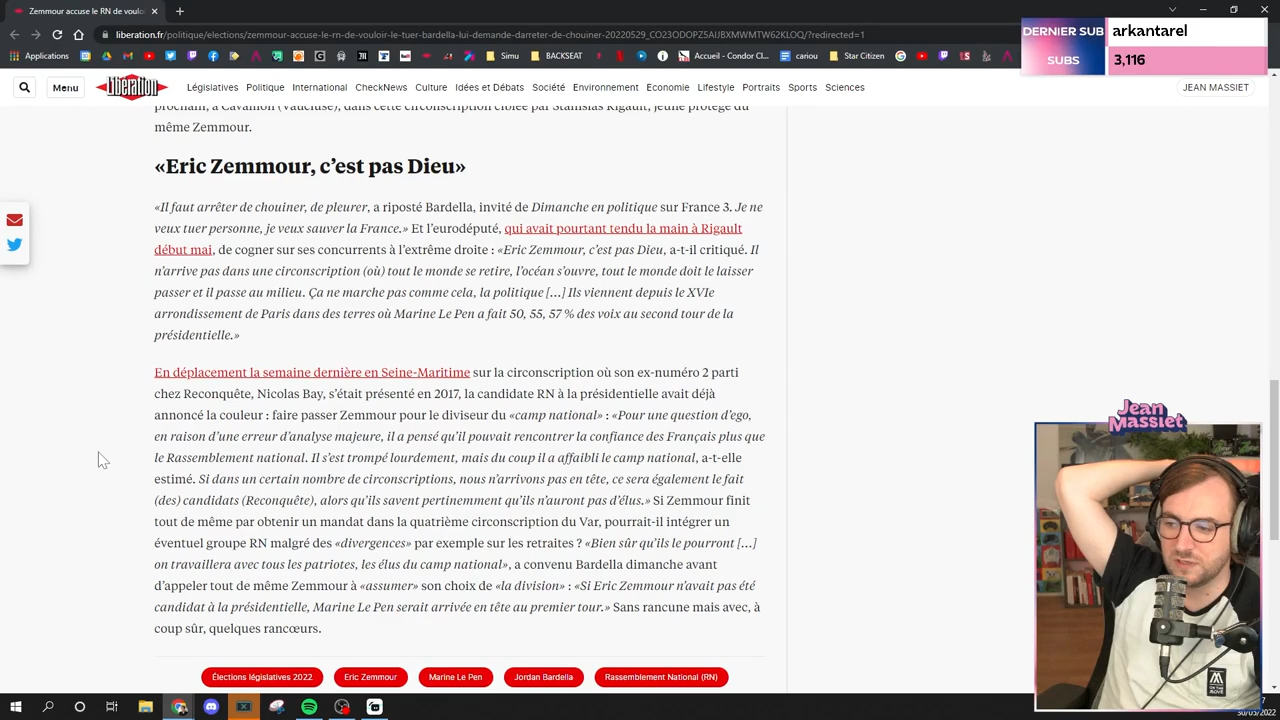 Zemmour accuse le RN de
liberation.fr/politique/elections/zemmour-accuse-le-rn-de-vouloir-le-tuer-bardella-lui-demande-darreter-de-chouiner-20220529_CO23ODOPZ5AIJBXMWMTW62KLOQ/?redirected=1
DERNIER SUB
arkantarel
SUBS
3,116
Applications
BACKSEAT
Accueil - Condor Cl...
cariou
Star Citizen
Menu
Libération
Législatives Politique International CheckNews Culture Idées et Débats Société Environnement Economie Lifestyle Portraits Sports Sciences
JEAN MASSIET
prochain, à Cavaillon (Vaucluse), dans cette circonscription ciblée par Stanislas Rigault, jeune protégé du
même Zemmour.
«Eric Zemmour, c’est pas Dieu»
«Il faut arrêter de chouiner, de pleurer, a riposté Bardella, invité de Dimanche en politique sur France 3. Je ne
veux tuer personne, je veux sauver la France.» Et l’eurodéputé, qui avait pourtant tendu la main à Rigault
début mai, de cogner sur ses concurrents à l’extrême droite : «Eric Zemmour, c’est pas Dieu, a-t-il critiqué. Il
n’arrive pas dans une circonscription (où) tout le monde se retire, l’océan s’ouvre, tout le monde doit le laisser
passer et il passe au milieu. Ça ne marche pas comme cela, la politique […] Ils viennent depuis le XVIe
arrondissement de Paris dans des terres où Marine Le Pen a fait 50, 55, 57 % des voix au second tour de la
présidentielle.»
En déplacement la semaine dernière en Seine-Maritime sur la circonscription où son ex-numéro 2 parti
chez Reconquête, Nicolas Bay, s’était présenté en 2017, la candidate RN à la présidentielle avait déjà
annoncé la couleur : faire passer Zemmour pour le diviseur du «camp national» : «Pour une question d’ego,
en raison d’une erreur d’analyse majeure, il a pensé qu’il pouvait rencontrer la confiance des Français plus que
le Rassemblement national. Il s’est trompé lourdement, mais du coup il a affaibli le camp national, a-t-elle
estimé. Si dans un certain nombre de circonscriptions, nous n’arrivons pas en tête, ce sera également le fait
(des) candidats (Reconquête), alors qu’ils savent pertinemment qu’ils n’auront pas d’élus.» Si Zemmour finit
tout de même par obtenir un mandat dans la quatrième circonscription du Var, pourrait-il intégrer un
éventuel groupe RN malgré des «divergences» par exemple sur les retraites ? «Bien sûr qu’ils le pourront […]
on travaillera avec tous les patriotes, les élus du camp national», a convenu Bardella dimanche avant
d’appeler tout de même Zemmour à «assumer» son choix de «la division» : «Si Eric Zemmour n’avait pas été
candidat à la présidentielle, Marine Le Pen serait arrivée en tête au premier tour.» Sans rancune mais avec, à
coup sûr, quelques rancœurs.
Élections législatives 2022 Eric Zemmour Marine Le Pen Jordan Bardella Rassemblement National (RN)
Jean
Massiet
30/05/2022